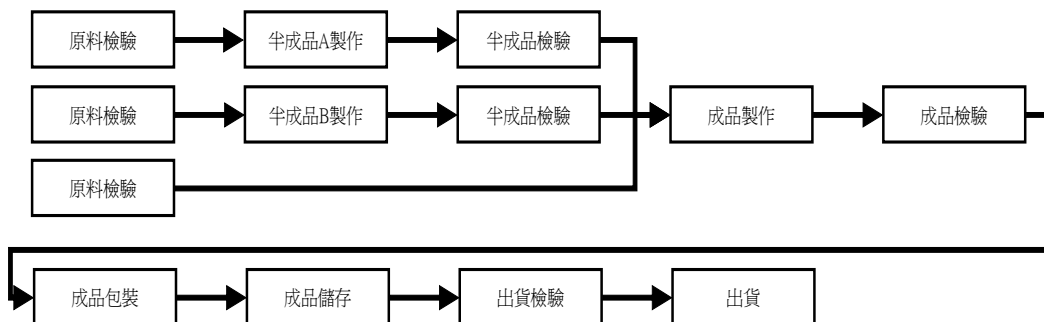 原料檢驗
半成品A製作
半成品檢驗
原料檢驗
半成品B製作
半成品檢驗
成品製作
成品檢驗
原料檢驗
成品包裝
成品儲存
出貨檢驗
出貨